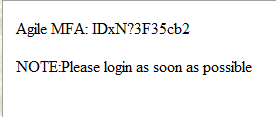 Agile MFA: IDxN?3F35cb2
NOTE:Please login as soon as possible